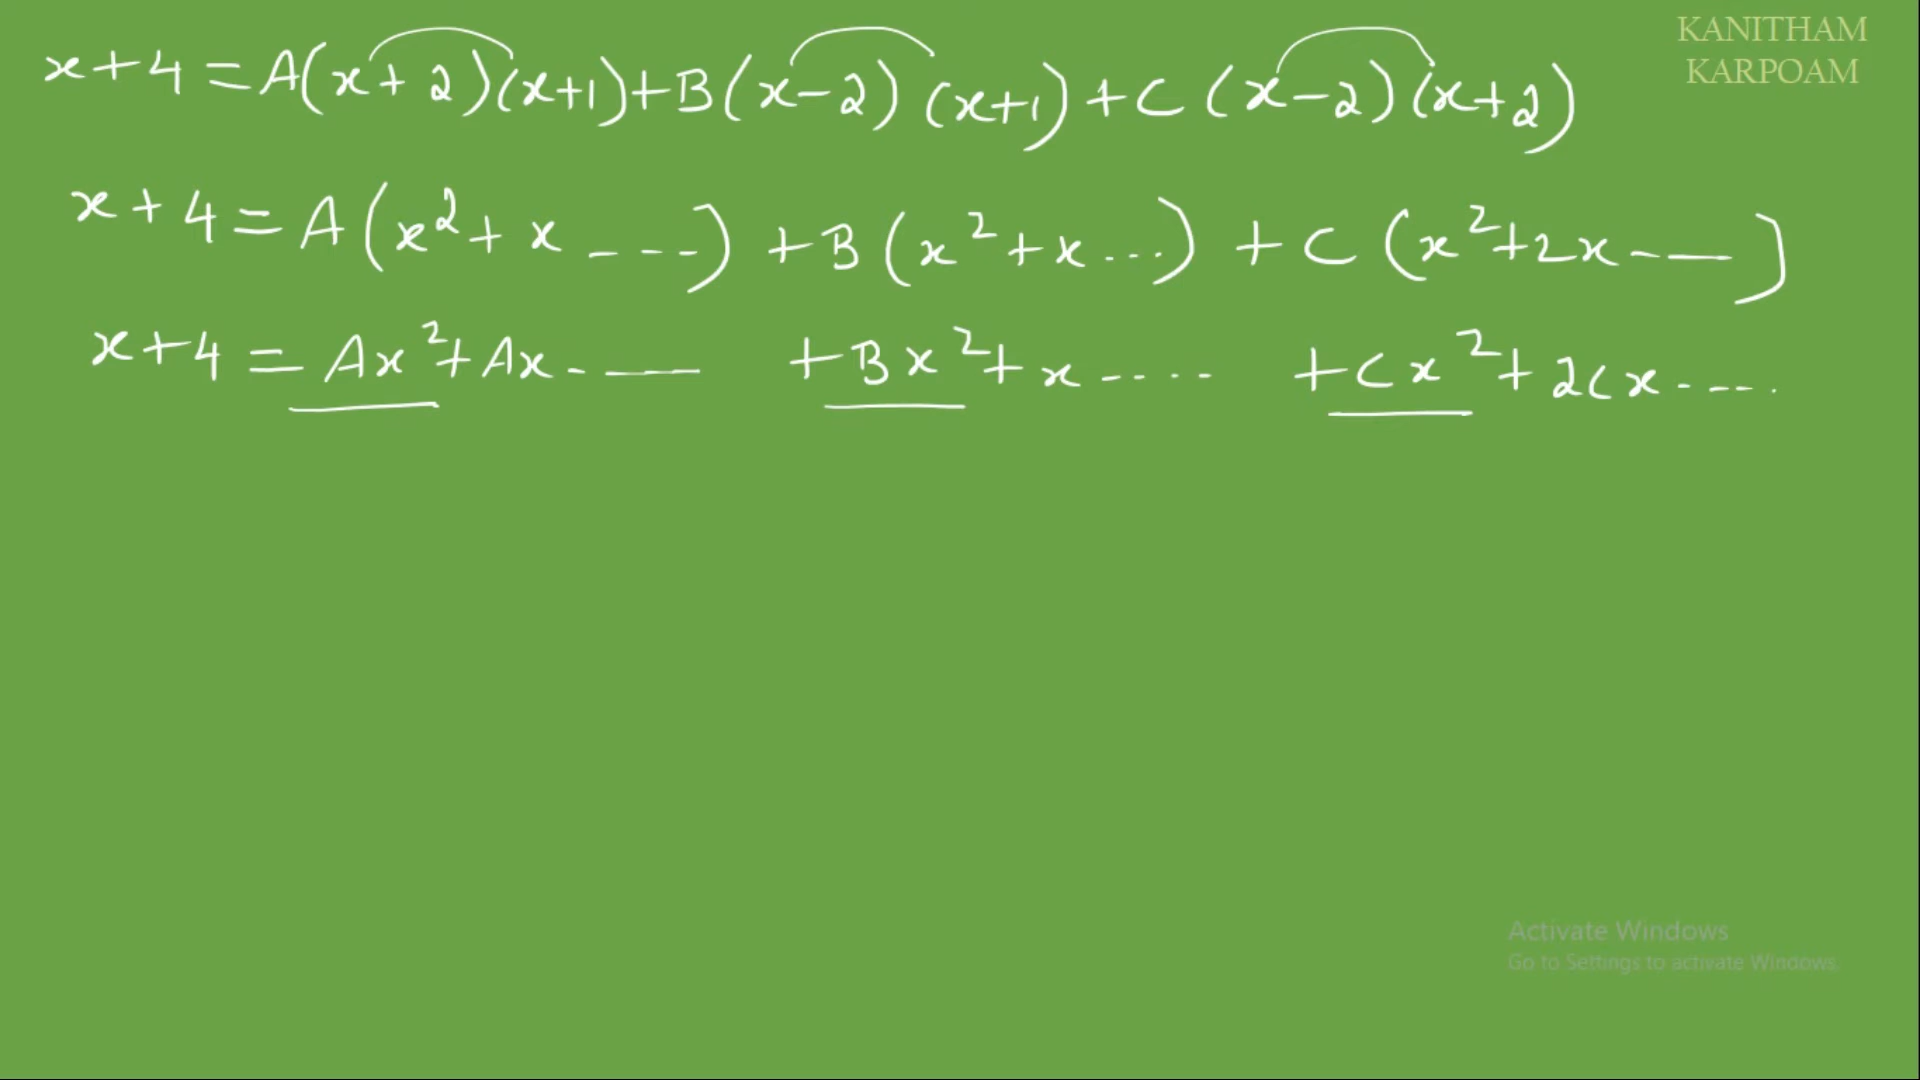 KANITHAM
KARPOAM
x+4 = A(x+2)(x+1)+B(x-2)(x+1)+C(x-2)(x+2)
x+4 = A(x²+x ----) +B(x²+x...) +C(x²+2x-—)
x+4 = Ax²+Ax-— +Bx²+x---- +Cx²+2Cx----.
Activate Windows
Go to Settings to activate Windows.